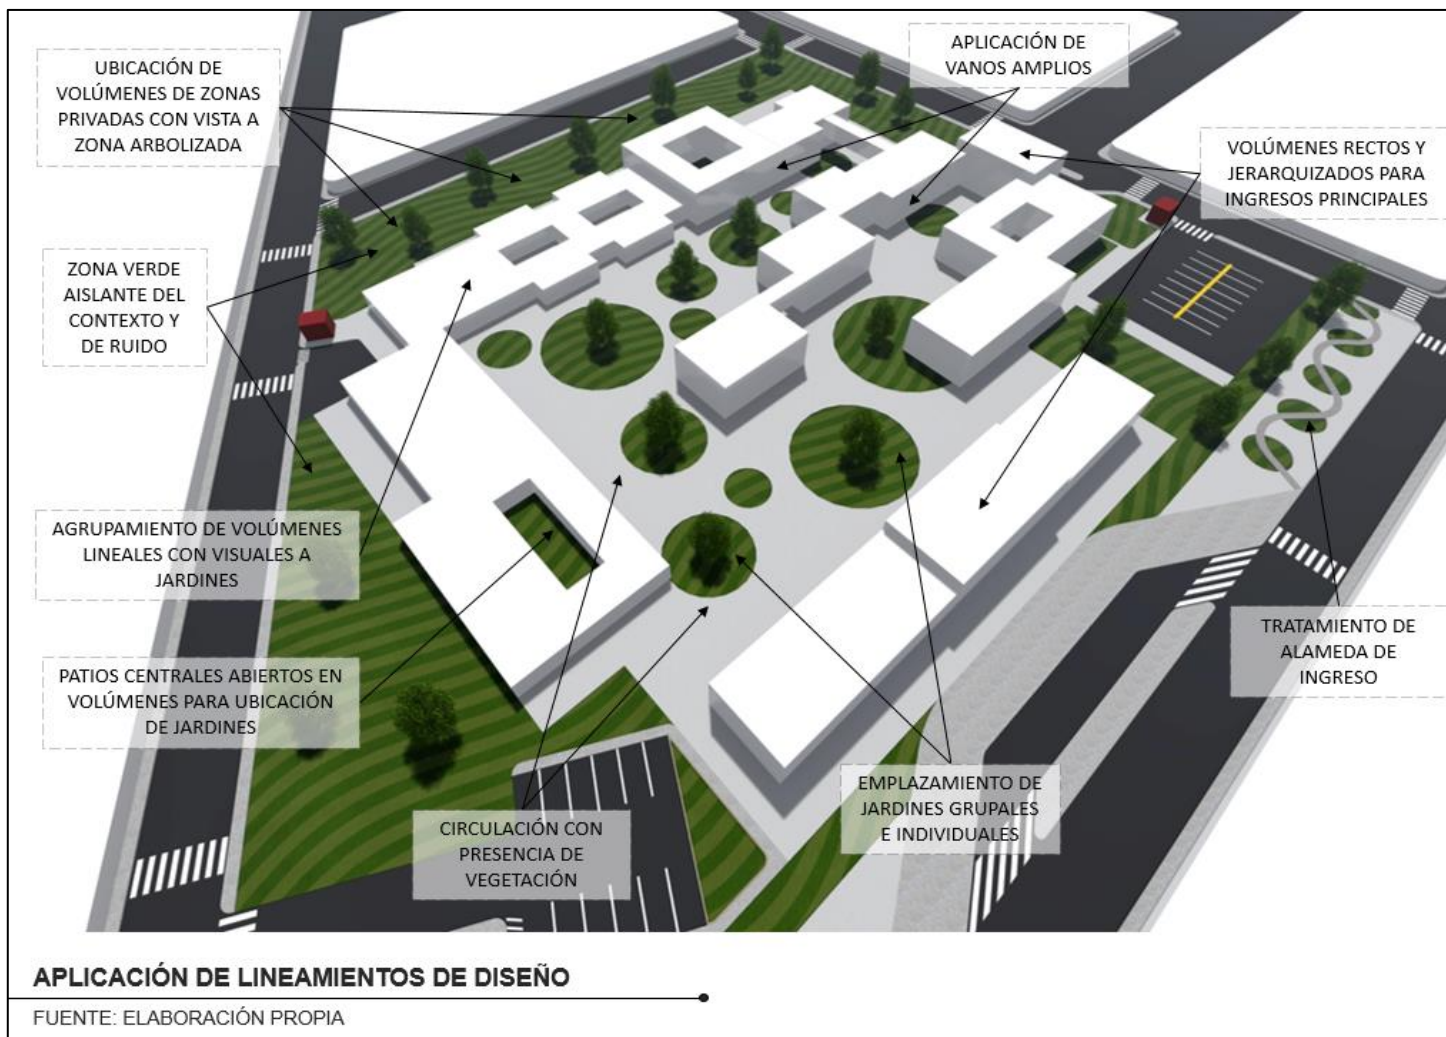 UBICACIÓN DE
VOLÚMENES DE ZONAS
PRIVADAS CON VISTA A
ZONA ARBOLIZADA
APLICACIÓN DE
VANOS AMPLIOS
VOLÚMENES RECTOS Y
JERARQUIZADOS PARA
INGRESOS PRINCIPALES
ZONA VERDE
AISLANTE DEL
CONTEXTO Y
DE RUIDO
AGRUPAMIENTO DE VOLÚMENES
LINEALES CON VISUALES A
JARDINES
TRATAMIENTO DE
ALAMEDA DE
INGRESO
PATIOS CENTRALES ABIERTOS EN
VOLÚMENES PARA UBICACIÓN
DE JARDINES
EMPLAZAMIENTO DE
JARDINES GRUPALES
E INDIVIDUALES
CIRCULACIÓN CON
PRESENCIA DE
VEGETACIÓN
APLICACIÓN DE LINEAMIENTOS DE DISEÑO
FUENTE: ELABORACIÓN PROPIA